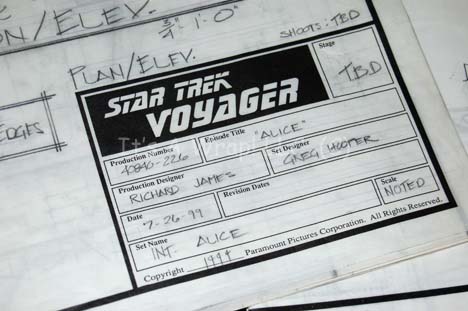 ON/ELEV.
3/4" 1'-0"
PLAN/ELEV.
SHOOTS: TBD
EDGES
STAR TREK
VOYAGER
Stage
TBD
Production Number
40840-226
Episode Title
"ALICE"
Production Designer
RICHARD JAMES
Set Designer
GREG HOOPER
Date
7-26-99
Revision Dates
Scale
NOTED
Set Name
INT. ALICE
Copyright 1999 Paramount Pictures Corporation. All Rights Reserved.